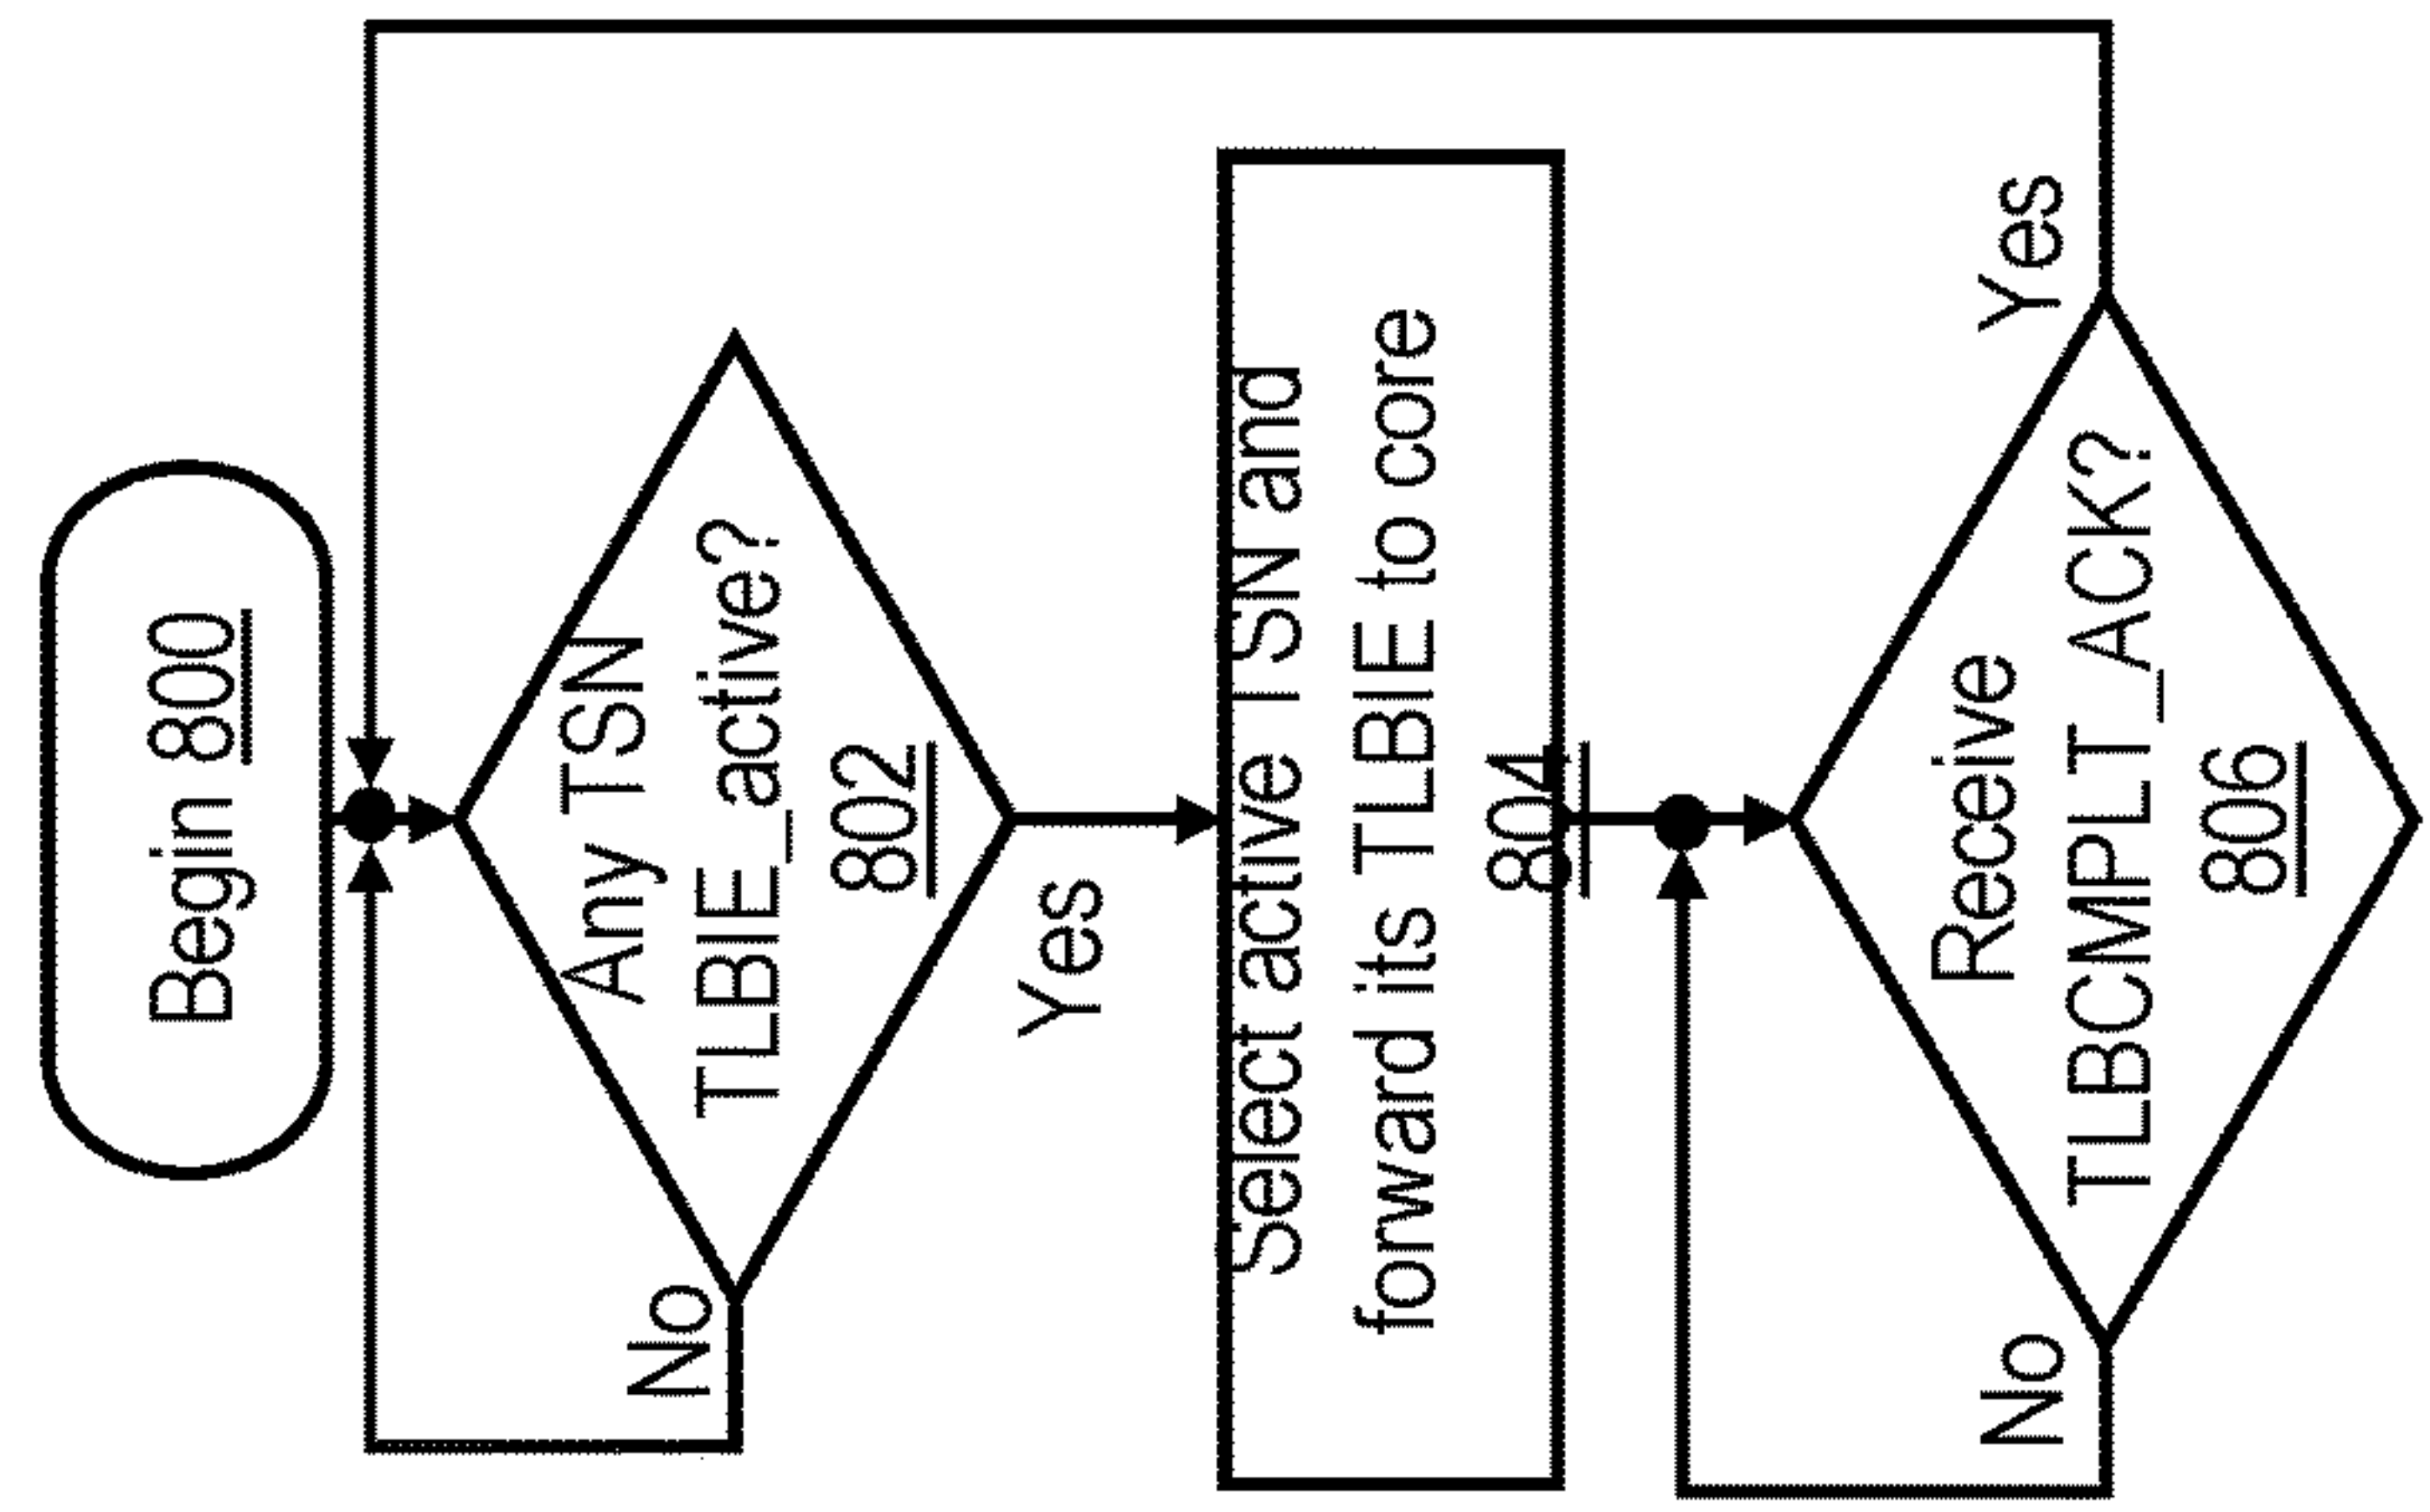 Begin 800
Any TSN
TLBIE_active?
802
No
Yes
Select active TSN and
forward its TLBIE to core
804
Receive
TLBCMPLT_ACK?
806
No
Yes